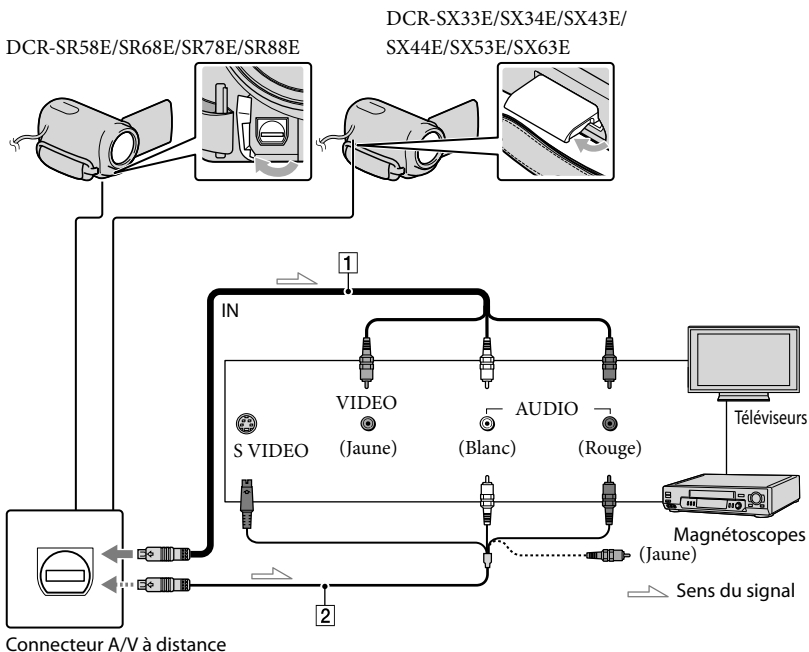 DCR-SX33E/SX34E/SX43E/
SX44E/SX53E/SX63E
DCR-SR58E/SR68E/SR78E/SR88E
1
IN
VIDEO
AUDIO
S VIDEO
(Jaune)
(Blanc)
(Rouge)
Téléviseurs
Magnétoscopes
(Jaune)
Sens du signal
2
Connecteur A/V à distance